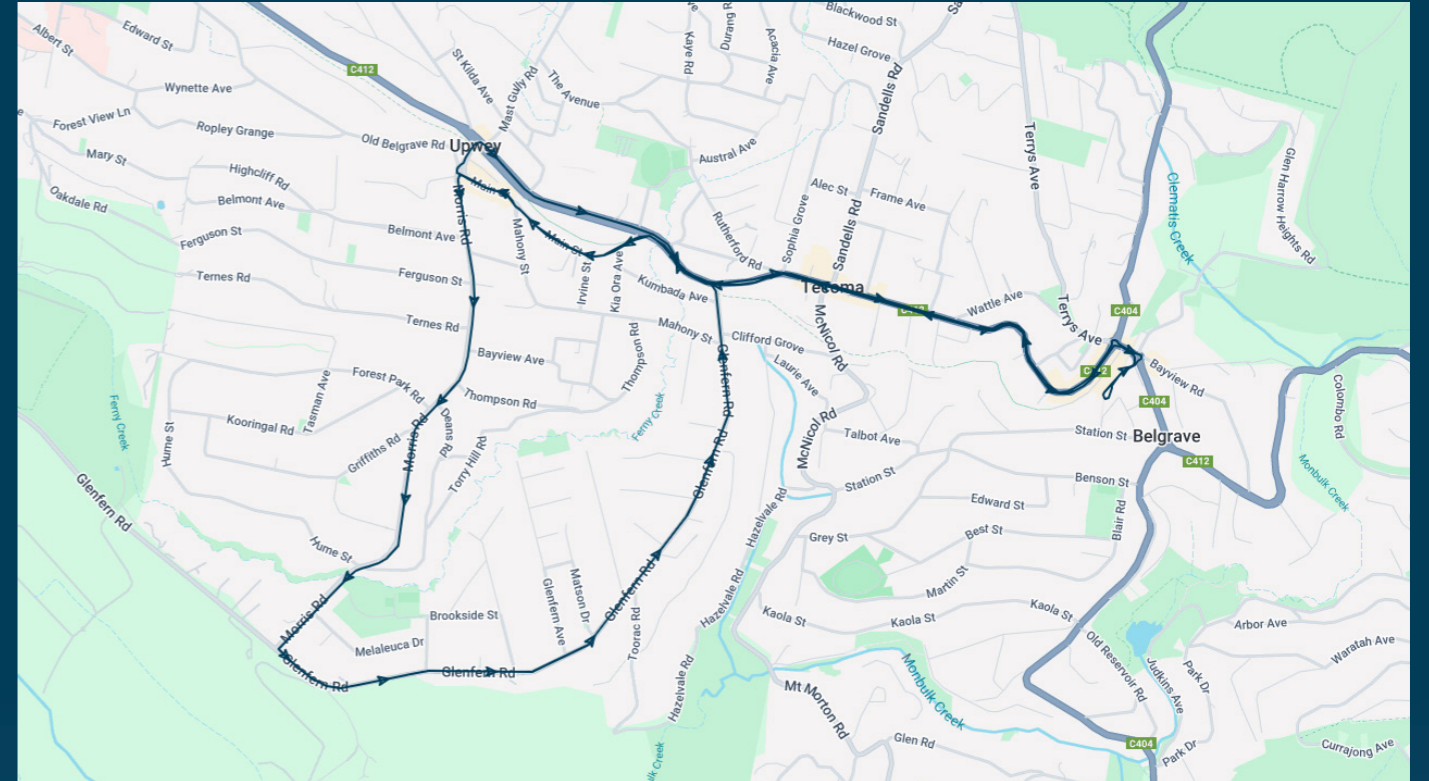 Blackwood St
Albert St
Edward St
Kaye Rd
Acacia Ave
Hazel Grove
C412
St Kilda Ave
Mast Gully Rd
The Avenue
Sandells Rd
Wynette Ave
Forest View Ln
Ropley Grange
Old Belgrave Rd
Upwey
Austral Ave
Terrys Ave
Glen Harrow Heights Rd
Mary St
Highcliff Rd
Main St
Alec St
Frame Ave
Clematis Creek
Oakdale Rd
Belmont Ave
Morris Rd
Belmont Ave
Mahony St
Main St
Rutherford Rd
Sophia Grove
Sandells Rd
Ferguson St
Ternes Rd
Ferguson St
Irvine St
Kia Ora Ave
Kumbada Ave
Tecoma
Wattle Ave
Terrys Ave
C404
Ternes Rd
Mahony St
Clifford Grove
McNicol Rd
Bayview Ave
Thompson Rd
Laurie Ave
C412
Bayview Rd
Forest Park Rd
Tasman Ave
Thompson Rd
Glenfern Rd
C404
Colombo Rd
Ferny Creek
Hume St
Kooringal Rd
Deans Rd
Ferny Creek
McNicol Rd
Talbot Ave
Station St
Belgrave
Griffiths Rd
Morris Rd
Torry Hill Rd
Glenfern Rd
C412
Glenfern Rd
Station St
Benson St
Monbulk Creek
Edward St
Blair Rd
Hazelvale Rd
Grey St
Best St
Hume St
Matson Dr
Glenfern Ave
Glenfern Rd
Martin St
Hazelvale Rd
Morris Rd
Brookside St
Toorac Rd
Kaola St
Kaola St
Kaola St
Arbor Ave
Melaleuca Dr
Old Reservoir Rd
Waratah Ave
Glenfern Rd
Glenfern Rd
Hazelvale Rd
Monbulk Creek
Judkins Ave
Park Dr
Mt Morton Rd
Glen Rd
C404
Park Dr
Currajong Ave